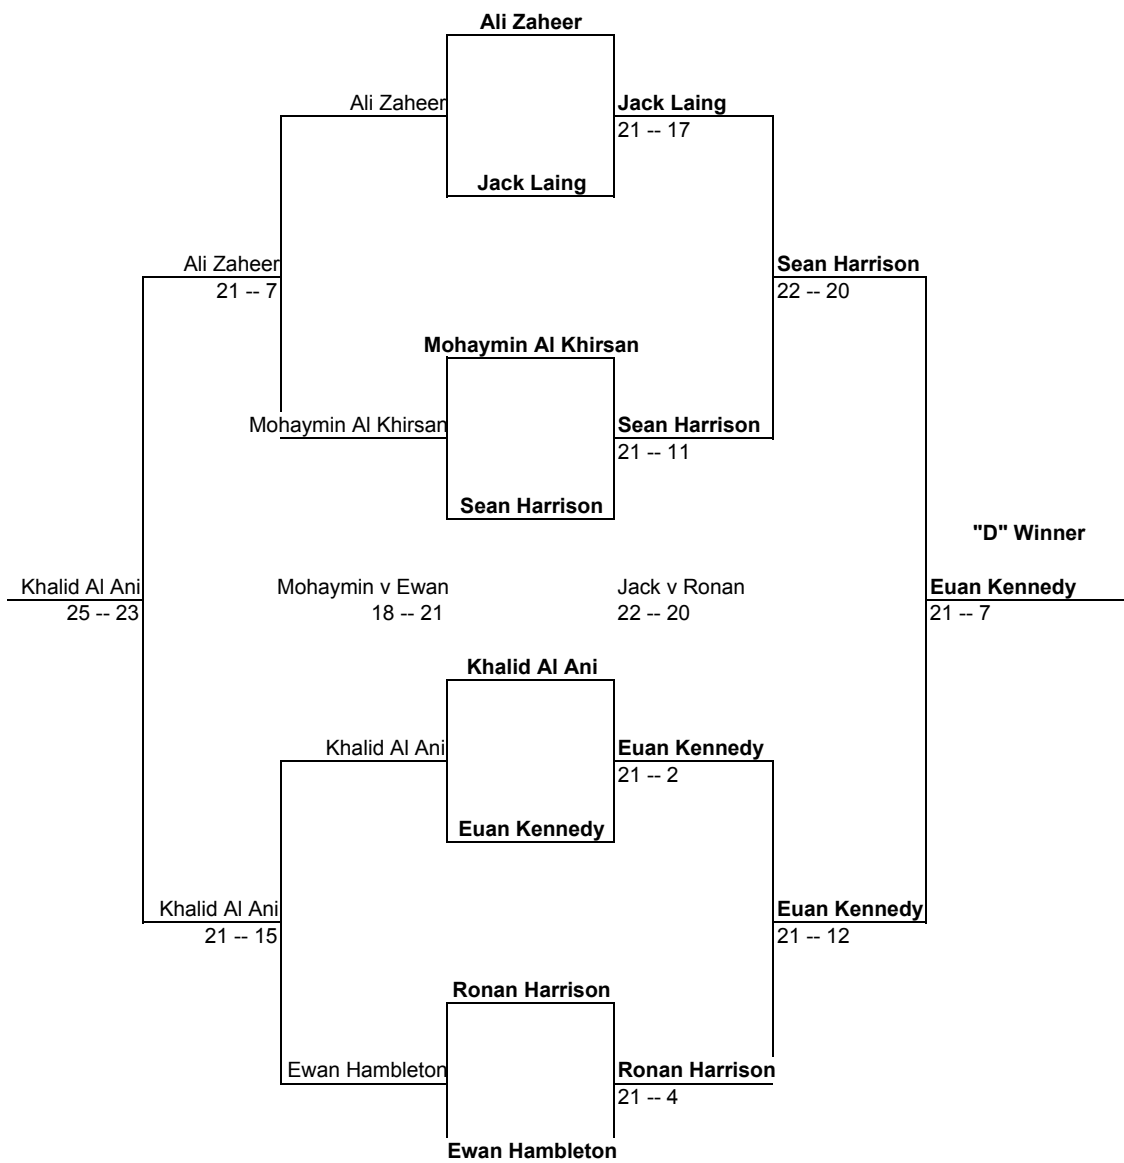 Ali Zaheer
Ali Zaheer
Jack Laing
21 -- 17
Jack Laing
Ali Zaheer
21 -- 7
Sean Harrison
22 -- 20
Mohaymin Al Khirsan
Mohaymin Al Khirsan
Sean Harrison
21 -- 11
Sean Harrison
"D" Winner
Khalid Al Ani
25 -- 23
Mohaymin v Ewan
18 -- 21
Jack v Ronan
22 -- 20
Euan Kennedy
21 -- 7
Khalid Al Ani
Khalid Al Ani
Euan Kennedy
21 -- 2
Euan Kennedy
Khalid Al Ani
21 -- 15
Euan Kennedy
21 -- 12
Ronan Harrison
Ewan Hambleton
Ronan Harrison
21 -- 4
Ewan Hambleton